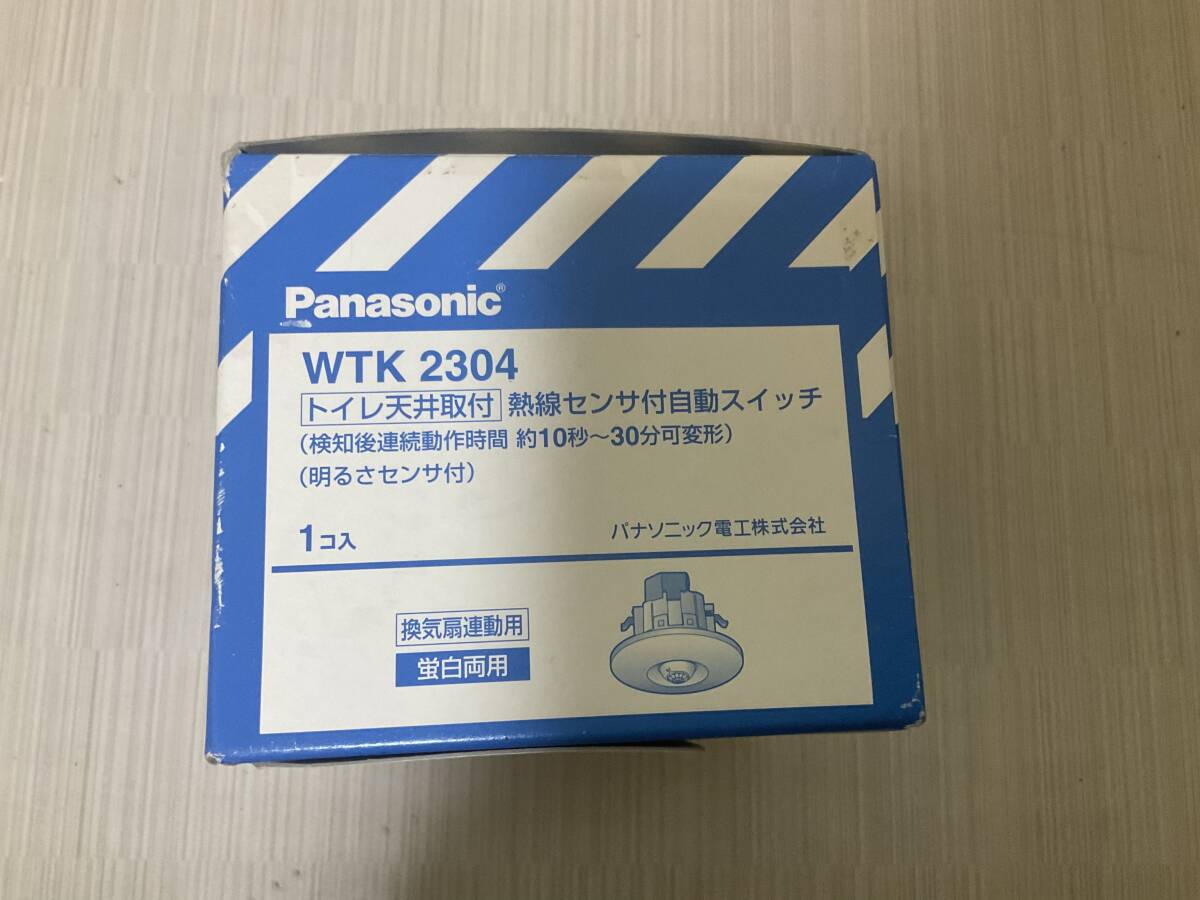 Panasonic®
WTK 2304
トイレ天井取付 熱線センサ付自動スイッチ
（検知後連続動作時間 約10秒～30分可変形）
（明るさセンサ付）
1コ入
パナソニック電工株式会社
換気扇連動用
蛍白両用